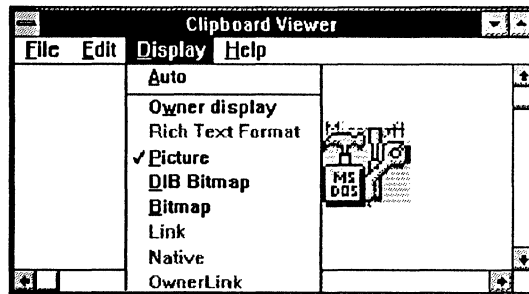 Clipboard Viewer
File Edit Display Help
Auto
Owner display
Rich Text Format
✓Picture
DIB Bitmap
Bitmap
Link
Native
OwnerLink
MS
DOS